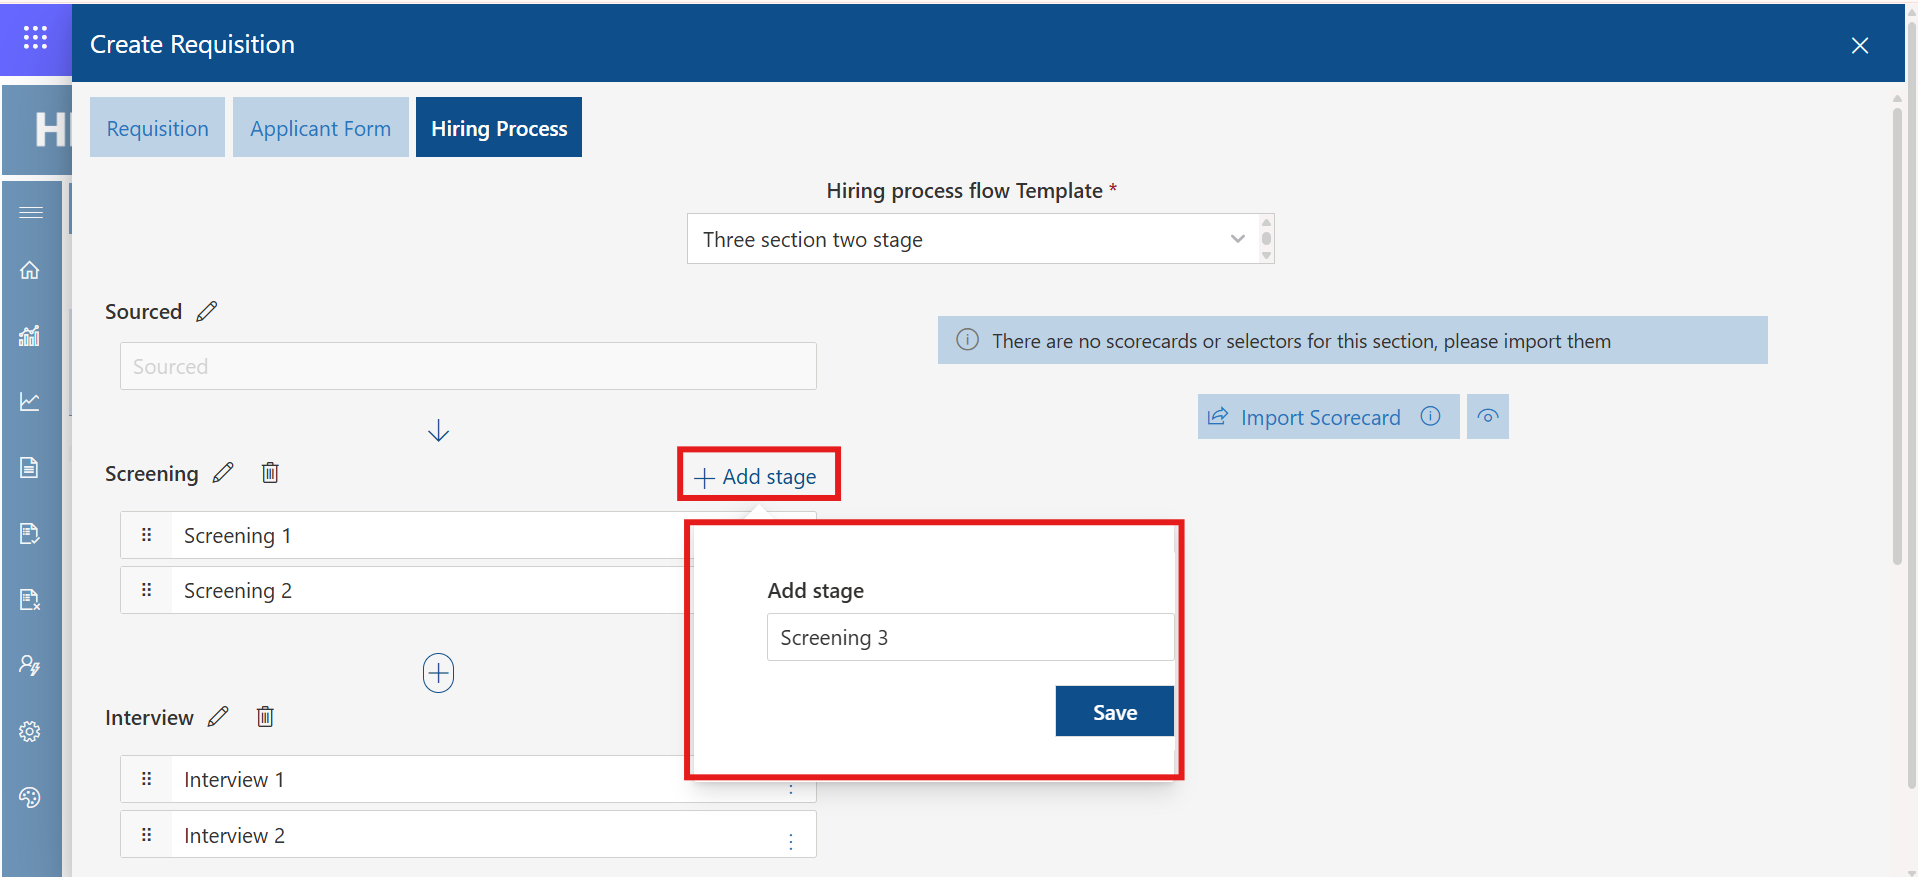 Create Requisition
Requisition
Applicant Form
Hiring Process
Hiring process flow Template *
Three section two stage
Sourced
There are no scorecards or selectors for this section, please import them
Sourced
Import Scorecard
Screening
Add stage
Screening 1
Screening 2
Add stage
Screening 3
Save
Interview
Interview 1
Interview 2